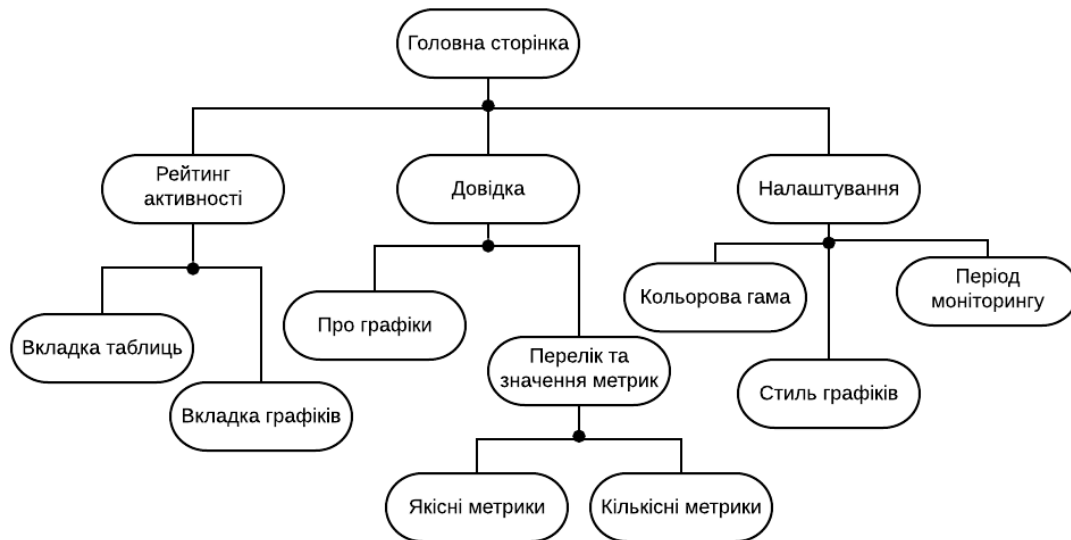 Головна сторінка
Рейтинг
активності
Довідка
Налаштування
Вкладка таблиць
Вкладка графіків
Про графіки
Перелік та
значення метрик
Якісні метрики
Кількісні метрики
Кольорова гама
Стиль графіків
Період
моніторингу